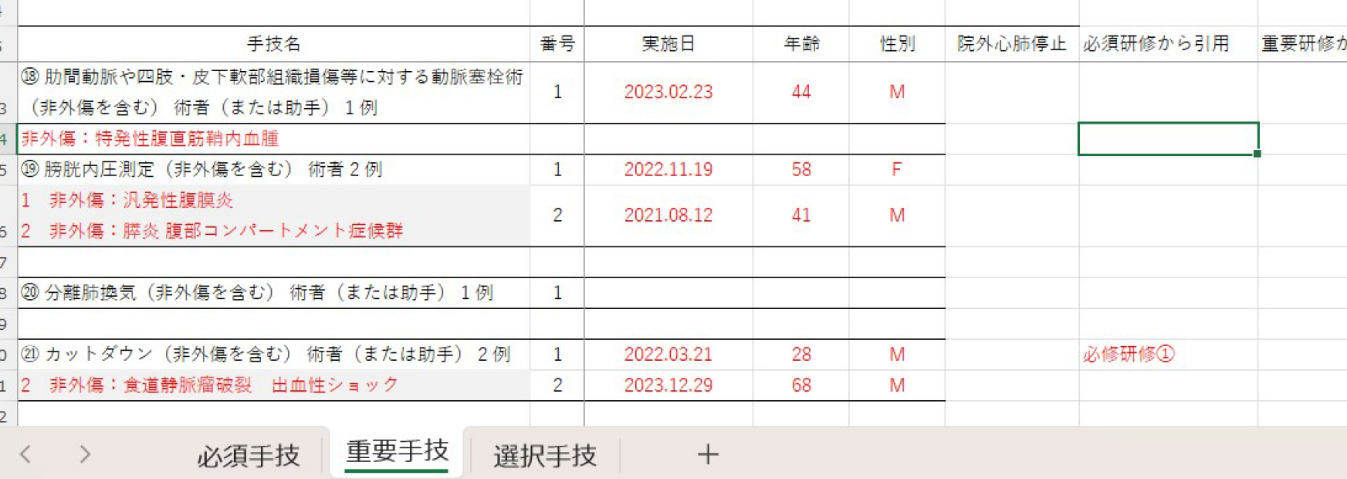 手技名 番号 実施日 年齢 性別 院外心肺停止 必須研修から引用 重要研修か
⑱ 肋間動脈や四肢・皮下軟部組織損傷等に対する動脈塞栓術
（非外傷を含む） 術者（または助手） 1 例 1 2023.02.23 44 M
非外傷：特発性腹直筋鞘内血腫
⑲ 膀胱内圧測定（非外傷を含む） 術者 2 例 1 2022.11.19 58 F
1 非外傷：汎発性腹膜炎
2 非外傷：膵炎 腹部コンパートメント症候群 2 2021.08.12 41 M
⑳ 分離肺換気（非外傷を含む） 術者（または助手） 1 例 1
㉑ カットダウン（非外傷を含む） 術者（または助手） 2 例 1 2022.03.21 28 M 必修研修①
2 非外傷：食道静脈瘤破裂 出血性ショック 2 2023.12.29 68 M
必須手技 重要手技 選択手技